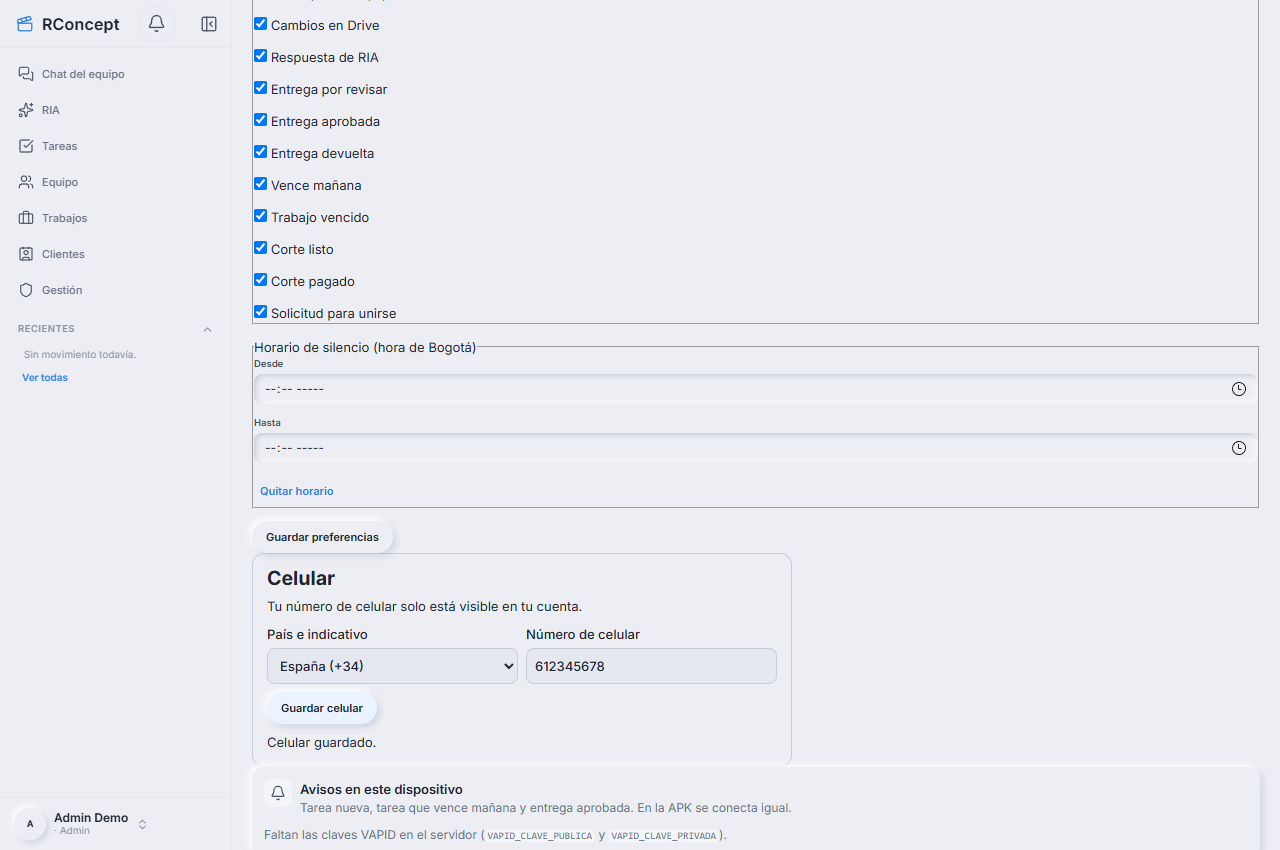 RConcept
Chat del equipo
RIA
Tareas
Equipo
Trabajos
Clientes
Gestión
RECIENTES
Sin movimiento todavía.
Ver todas
A
Admin Demo
· Admin
Cambios en Drive
Respuesta de RIA
Entrega por revisar
Entrega aprobada
Entrega devuelta
Vence mañana
Trabajo vencido
Corte listo
Corte pagado
Solicitud para unirse
Horario de silencio (hora de Bogotá)
Desde
--:-- -----
Hasta
--:-- -----
Quitar horario
Guardar preferencias
Celular
Tu número de celular solo está visible en tu cuenta.
País e indicativo
España (+34)
Número de celular
612345678
Guardar celular
Celular guardado.
Avisos en este dispositivo
Tarea nueva, tarea que vence mañana y entrega aprobada. En la APK se conecta igual.
Faltan las claves VAPID en el servidor (VAPID_CLAVE_PUBLICA y VAPID_CLAVE_PRIVADA).